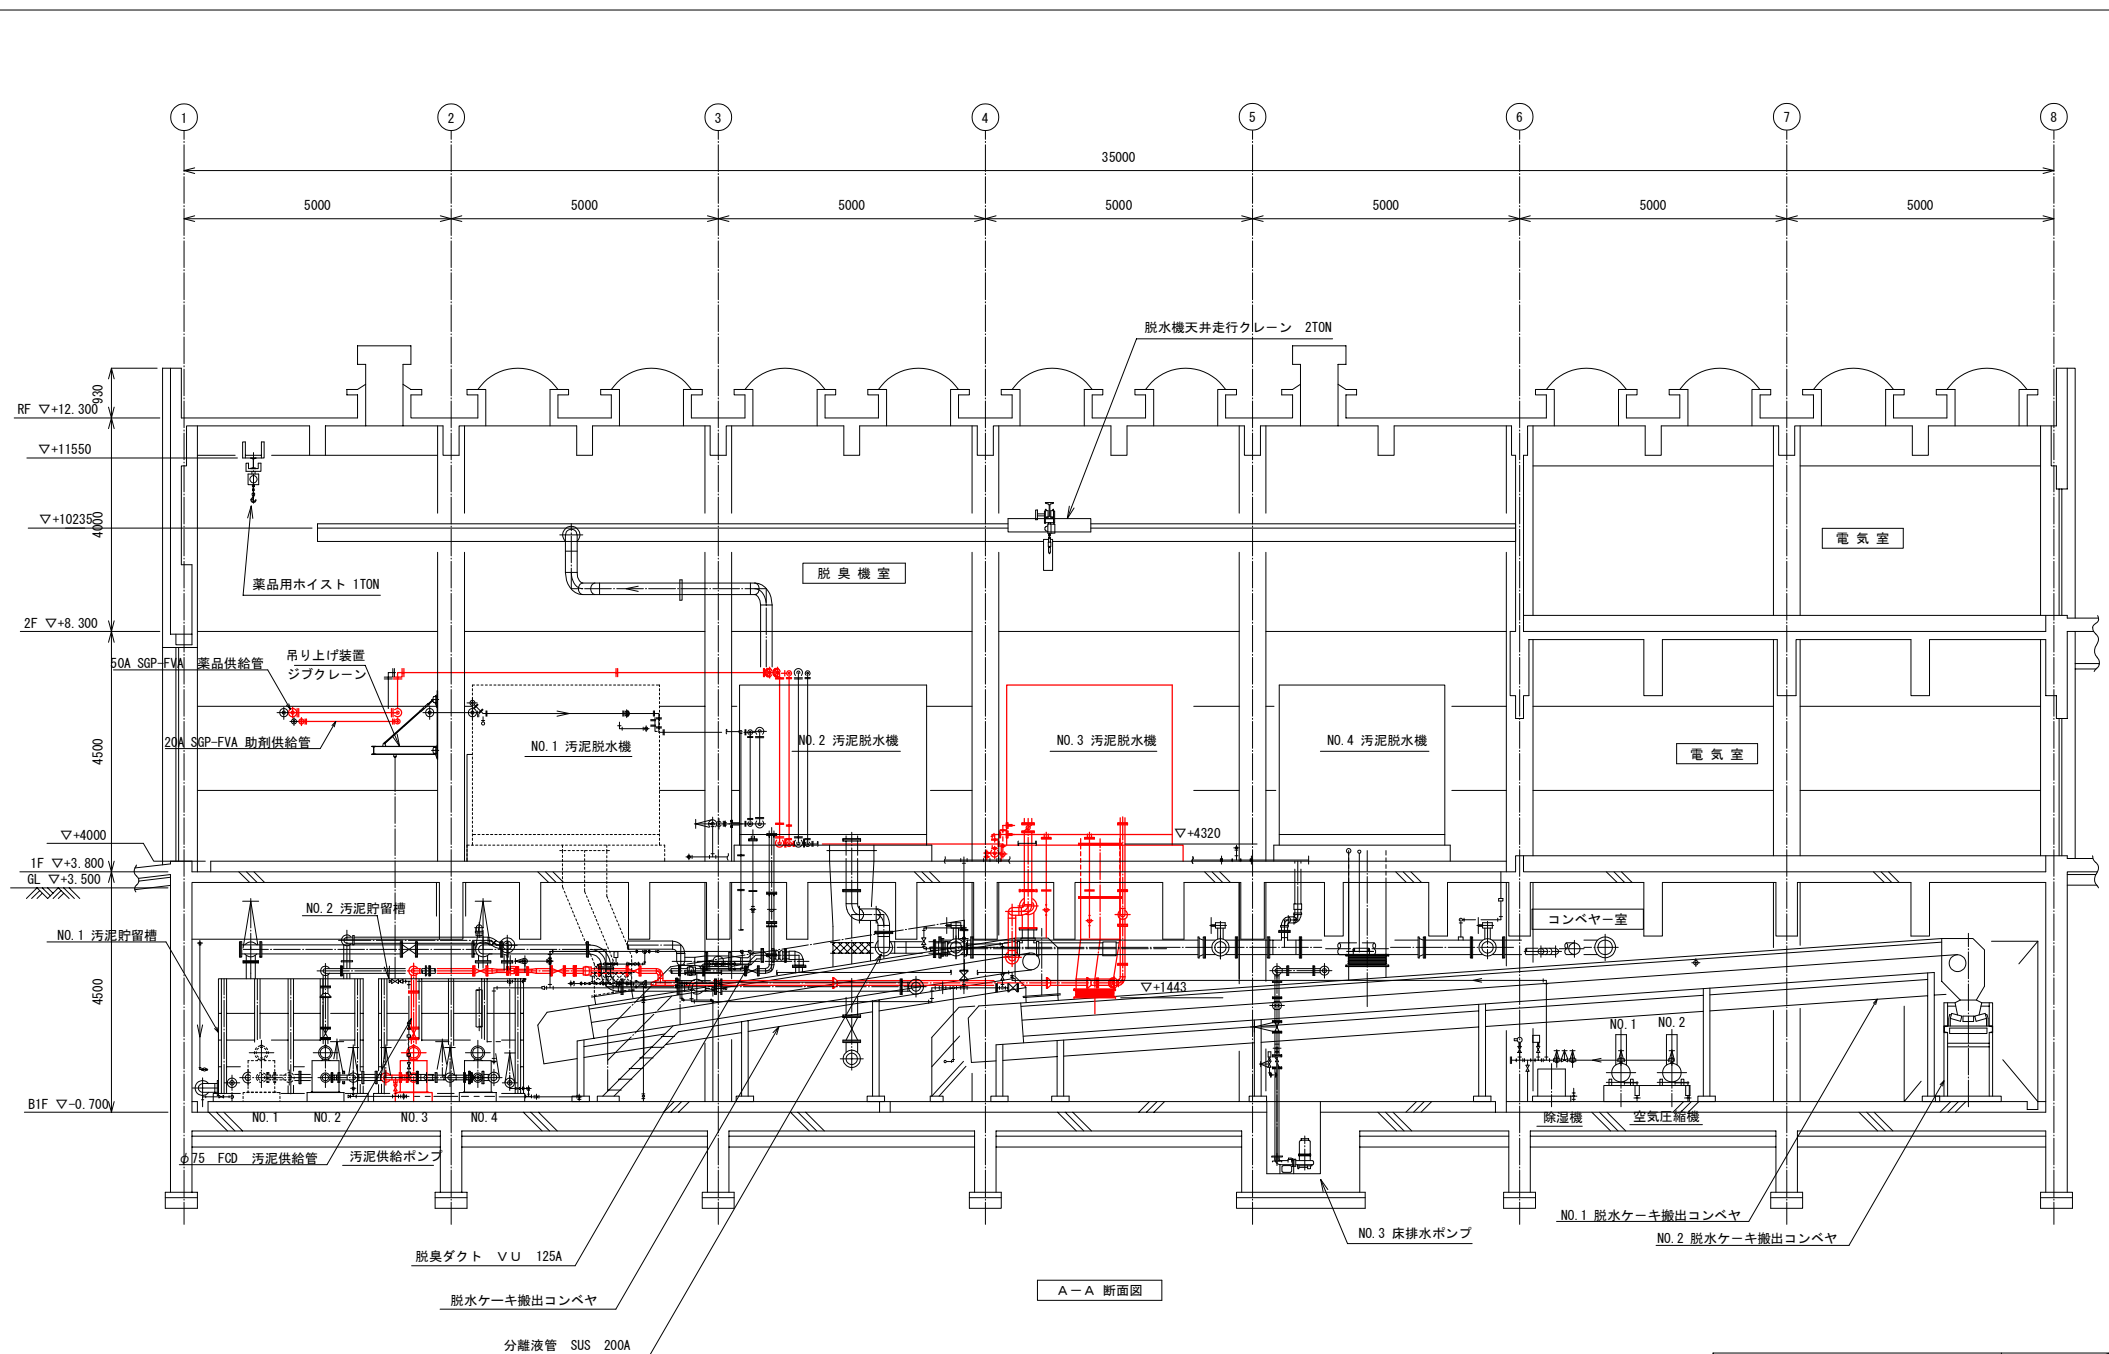 1 2 3 4 5 6 7 8
35000
5000 5000 5000 5000 5000 5000 5000
脱水機天井走行クレーン 2TON
930
RF ▽+12.300
▽+11550
▽+10235
4000
電気室
脱臭機室
薬品用ホイスト 1TON
2F ▽+8.300
50A SGP-FVA 薬品供給管
吊り上げ装置
ジブクレーン
20A SGP-FVA 助剤供給管
4500
NO.1 汚泥脱水機
NO.2 汚泥脱水機
NO.3 汚泥脱水機
NO.4 汚泥脱水機
電気室
▽+4000
▽+4320
1F ▽+3.800
GL ▽+3.500
NO.2 汚泥貯留槽
コンベヤー室
NO.1 汚泥貯留槽
4500
▽+1443
NO.1 NO.2
B1F ▽-0.700
NO.1 NO.2 NO.3 NO.4
除湿機
空気圧縮機
φ75 FCD 汚泥供給管
汚泥供給ポンプ
NO.1 脱水ケーキ搬出コンベヤ
NO.3 床排水ポンプ
NO.2 脱水ケーキ搬出コンベヤ
脱臭ダクト VU 125A
A-A 断面図
脱水ケーキ搬出コンベヤ
分離液管 SUS 200A